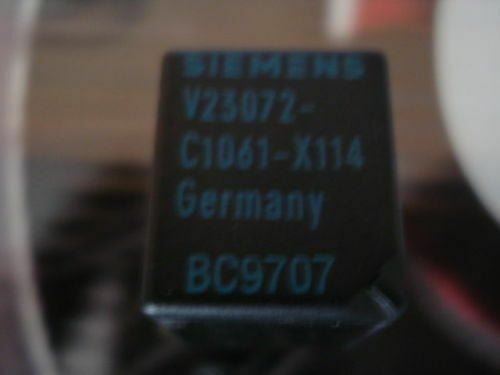 SIEMENS
V23072-
C1061-X114
Germany
BC9707